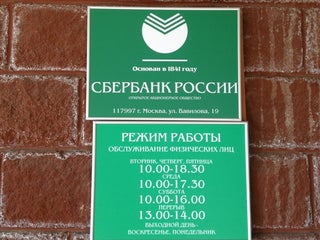 Основан в 1841 году
СБЕРБАНК РОССИИ
ОТКРЫТОЕ АКЦИОНЕРНОЕ ОБЩЕСТВО
117997 г. Москва, ул. Вавилова, 19
РЕЖИМ РАБОТЫ
ОБСЛУЖИВАНИЕ ФИЗИЧЕСКИХ ЛИЦ
ВТОРНИК, ЧЕТВЕРГ, ПЯТНИЦА
10.00-18.30
СРЕДА
10.00-17.30
СУББОТА
10.00-16.00
ПЕРЕРЫВ
13.00-14.00
ВЫХОДНОЙ ДЕНЬ-
ВОСКРЕСЕНЬЕ, ПОНЕДЕЛЬНИК